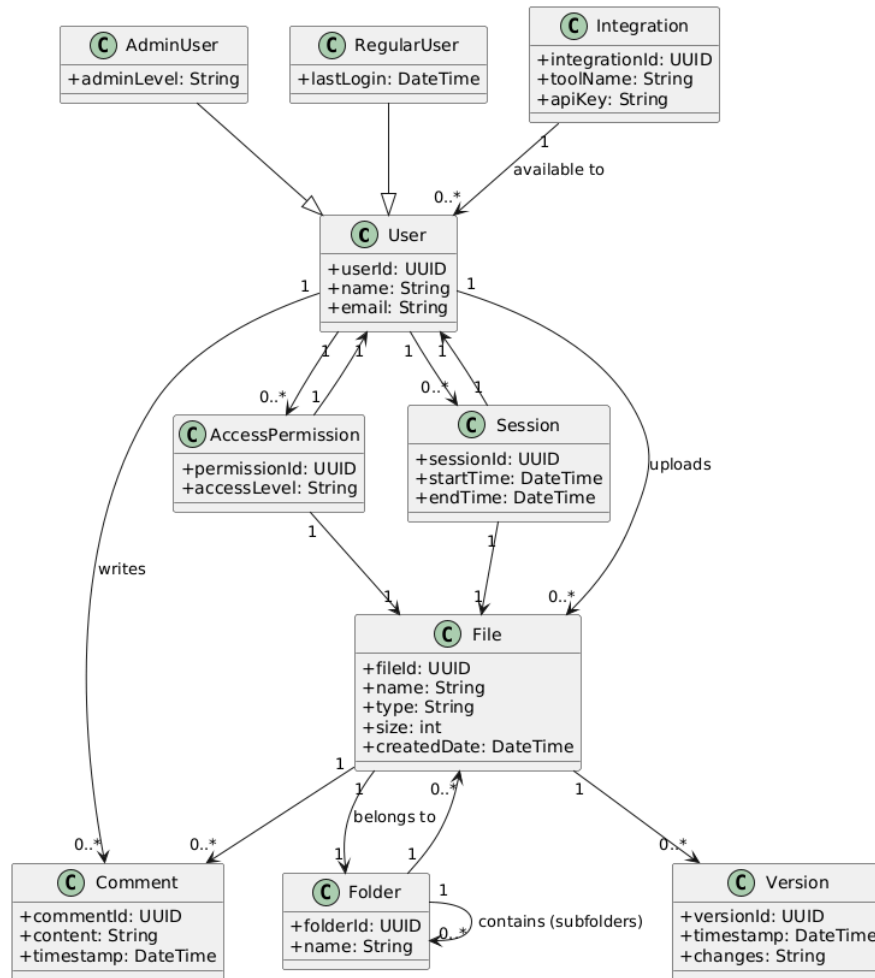 C AdminUser
+adminLevel: String
C RegularUser
+lastLogin: DateTime
C Integration
+integrationId: UUID
+toolName: String
+apiKey: String
1
available to
0..*
C User
+userId: UUID
+name: String
+email: String
1
1
1
1
1
1
0..*
1
0..*
1
C AccessPermission
+permissionId: UUID
+accessLevel: String
C Session
+sessionId: UUID
+startTime: DateTime
+endTime: DateTime
uploads
writes
1
1
1
1
0..*
C File
+fileId: UUID
+name: String
+type: String
+size: int
+createdDate: DateTime
1
1
0..*
1
belongs to
0..*
0..*
1
1
0..*
C Comment
+commentId: UUID
+content: String
+timestamp: DateTime
C Folder
+folderId: UUID
+name: String
1
contains (subfolders)
0..*
C Version
+versionId: UUID
+timestamp: DateTime
+changes: String